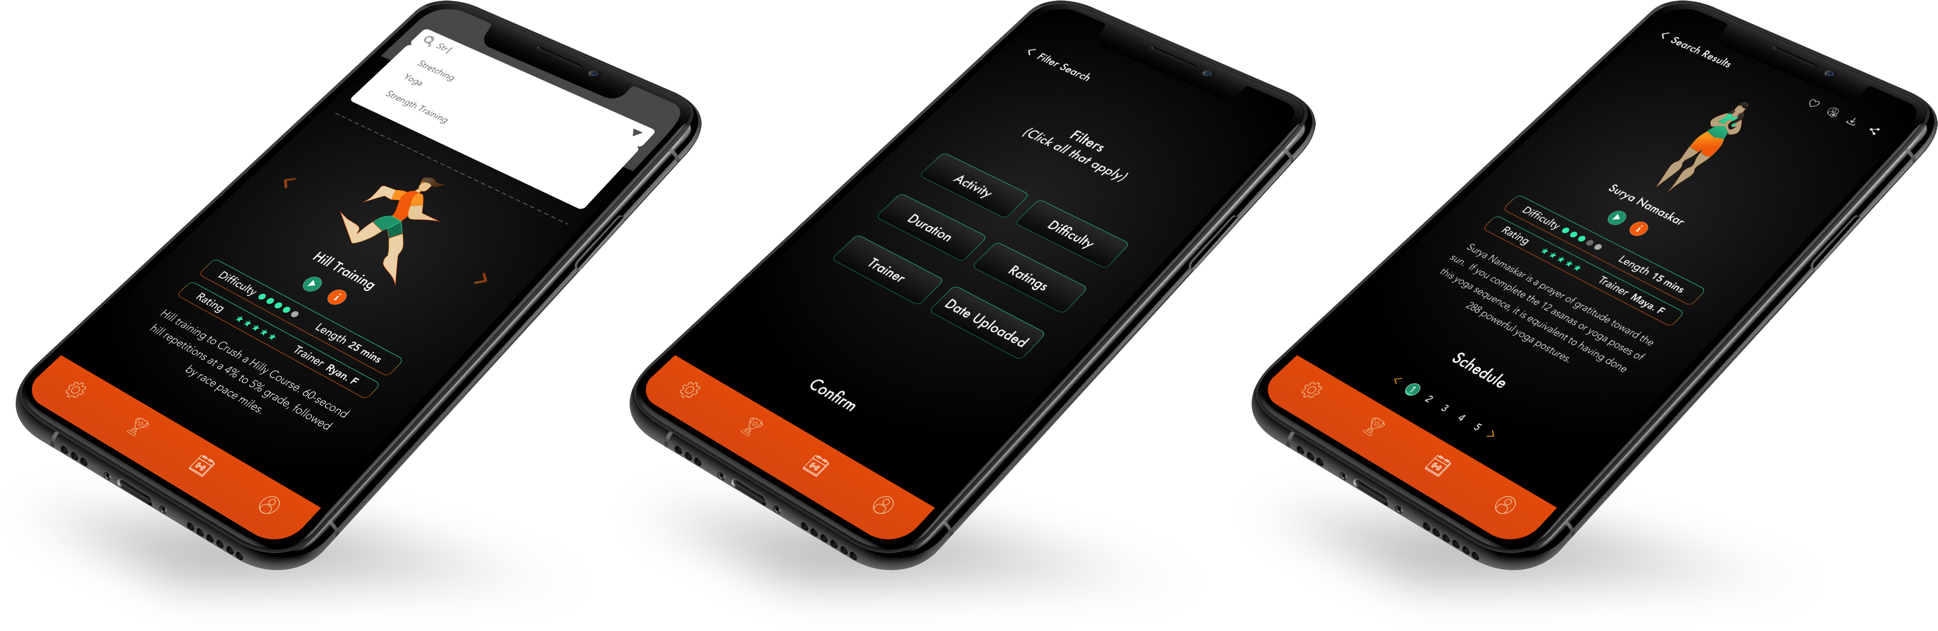 Str|
Stretching
Yoga
Strength Training
Hill Training
Difficulty
Length 25 mins
Rating
Trainer Ryan. F
Hill training to Crush a Hilly Course. 60-second
hill repetitions at a 4% to 5% grade, followed
by race pace miles.
Filter Search
Filters
(Click all that apply)
Activity
Difficulty
Duration
Ratings
Trainer
Date Uploaded
Confirm
Search Results
Surya Namaskar
i
Difficulty
Length 15 mins
Rating
Trainer Maya. F
Surya Namaskar is a prayer of gratitude toward the
sun. if you complete the 12 asanas or yoga poses of
this yoga sequence, it is equivalent to having done
288 powerful yoga postures.
Schedule
1 2 3 4 5